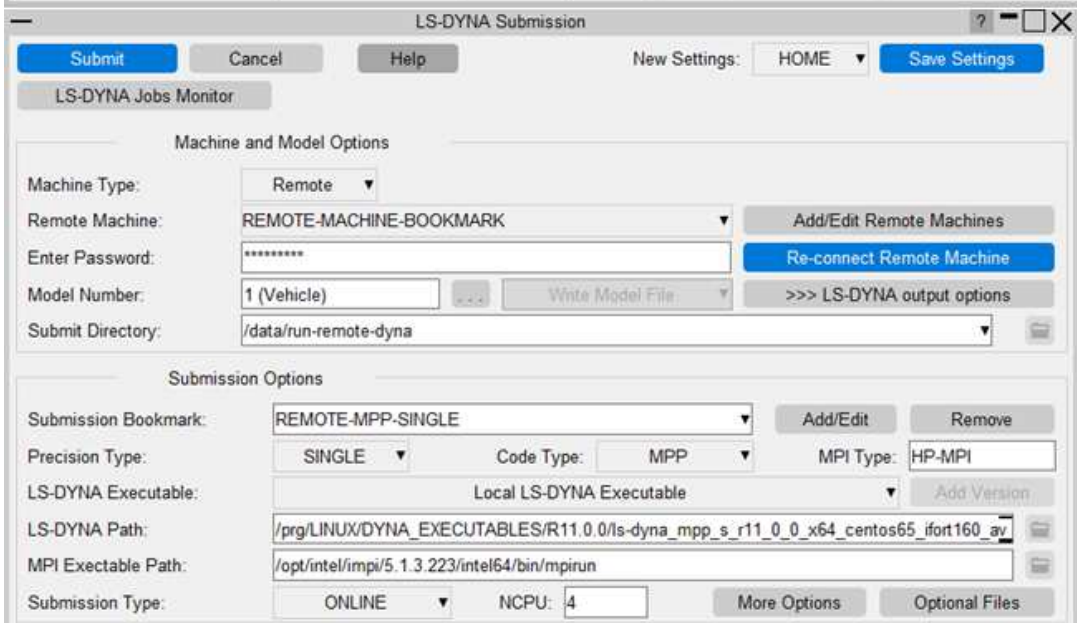 LS-DYNA Submission ?
Submit Cancel Help New Settings: HOME Save Settings
LS-DYNA Jobs Monitor
Machine and Model Options
Machine Type: Remote
Remote Machine: REMOTE-MACHINE-BOOKMARK Add/Edit Remote Machines
Enter Password: ********* Re-connect Remote Machine
Model Number: 1 (Vehicle) ... Write Model File >>> LS-DYNA output options
Submit Directory: /data/run-remote-dyna
Submission Options
Submission Bookmark: REMOTE-MPP-SINGLE Add/Edit Remove
Precision Type: SINGLE Code Type: MPP MPI Type: HP-MPI
LS-DYNA Executable: Local LS-DYNA Executable Add Version
LS-DYNA Path: /prg/LINUX/DYNA_EXECUTABLES/R11.0.0/ls-dyna_mpp_s_r11_0_0_x64_centos65_ifort160_av_
MPI Exectable Path: /opt/intel/impi/5.1.3.223/intel64/bin/mpirun
Submission Type: ONLINE NCPU: 4 More Options Optional Files